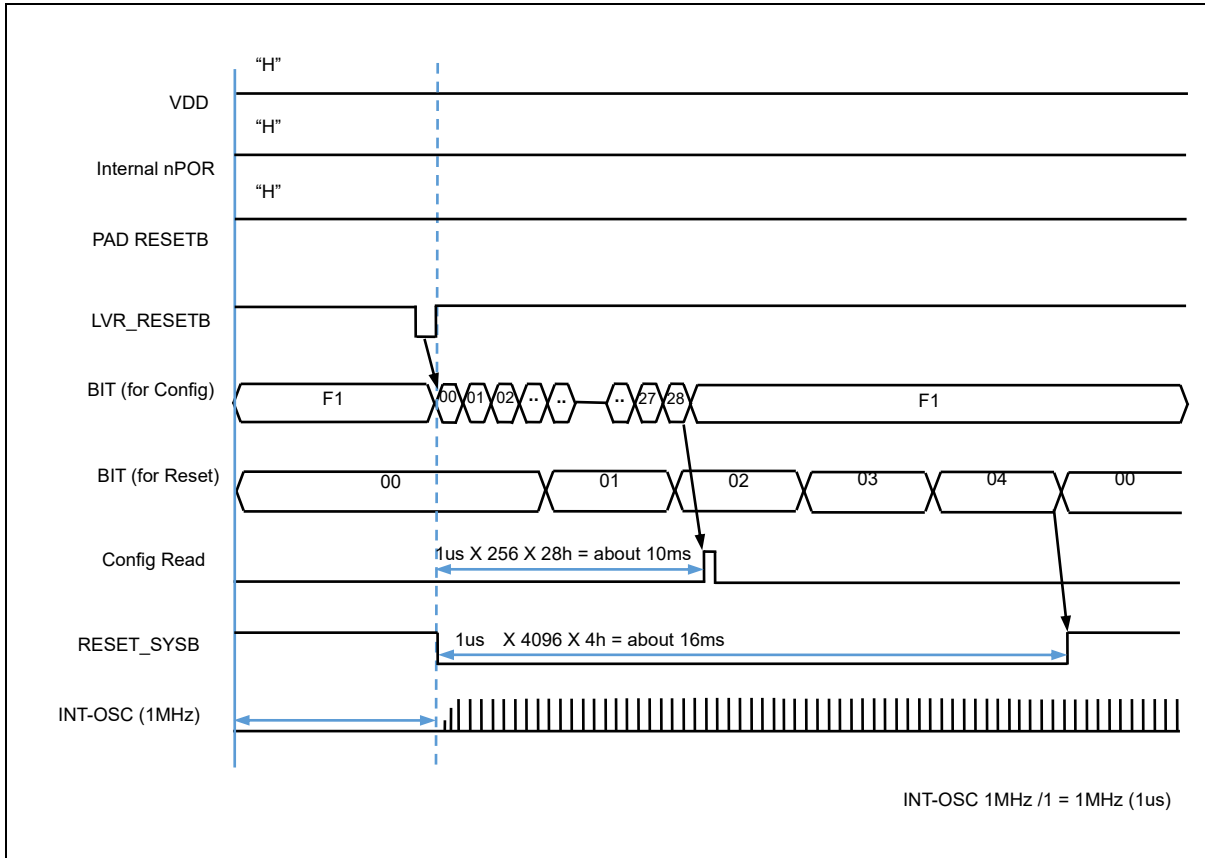 “H”
VDD
“H”
Internal nPOR
“H”
PAD RESETB
LVR_RESETB
BIT (for Config)
F1
00
01
02
..
..
..
27
28
F1
BIT (for Reset)
00
01
02
03
04
00
Config Read
1us X 256 X 28h = about 10ms
RESET_SYSB
1us X 4096 X 4h = about 16ms
INT-OSC (1MHz)
INT-OSC 1MHz /1 = 1MHz (1us)